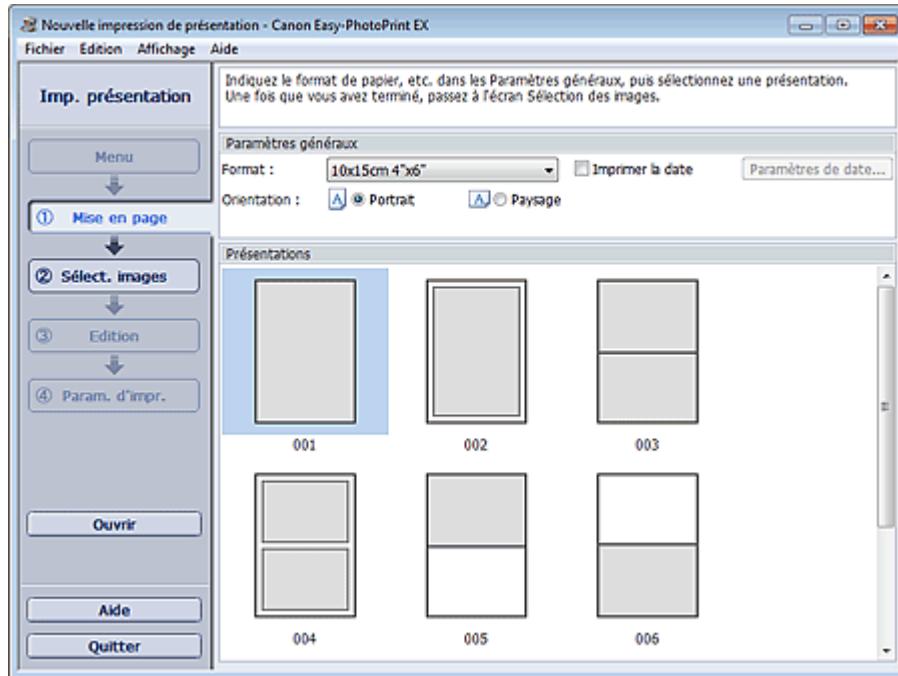 Nouvelle impression de présentation - Canon Easy-PhotoPrint EX
Fichier Edition Affichage Aide
Imp. présentation
Indiquez le format de papier, etc. dans les Paramètres généraux, puis sélectionnez une présentation.
Une fois que vous avez terminé, passez à l'écran Sélection des images.
Menu
① Mise en page
② Sélect. images
③ Edition
④ Param. d'impr.
Ouvrir
Aide
Quitter
Paramètres généraux
Format : 10x15cm 4"x6" Imprimer la date Paramètres de date...
Orientation : A Portrait A Paysage
Présentations
001 002 003
004 005 006